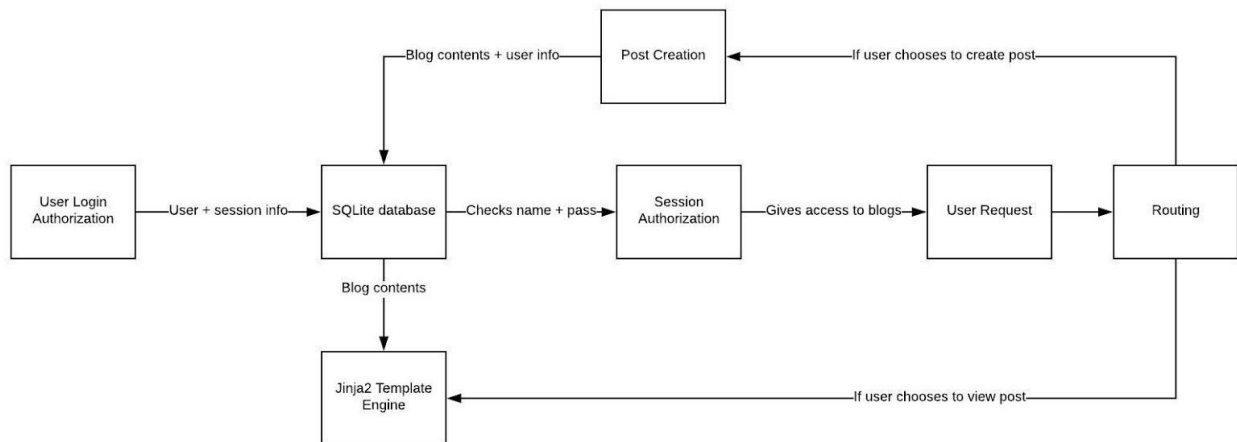 Blog contents + user info
Post Creation
If user chooses to create post
User Login
Authorization
User + session info
SQLite database
Checks name + pass
Session
Authorization
Gives access to blogs
User Request
Routing
Blog contents
Jinja2 Template
Engine
If user chooses to view post